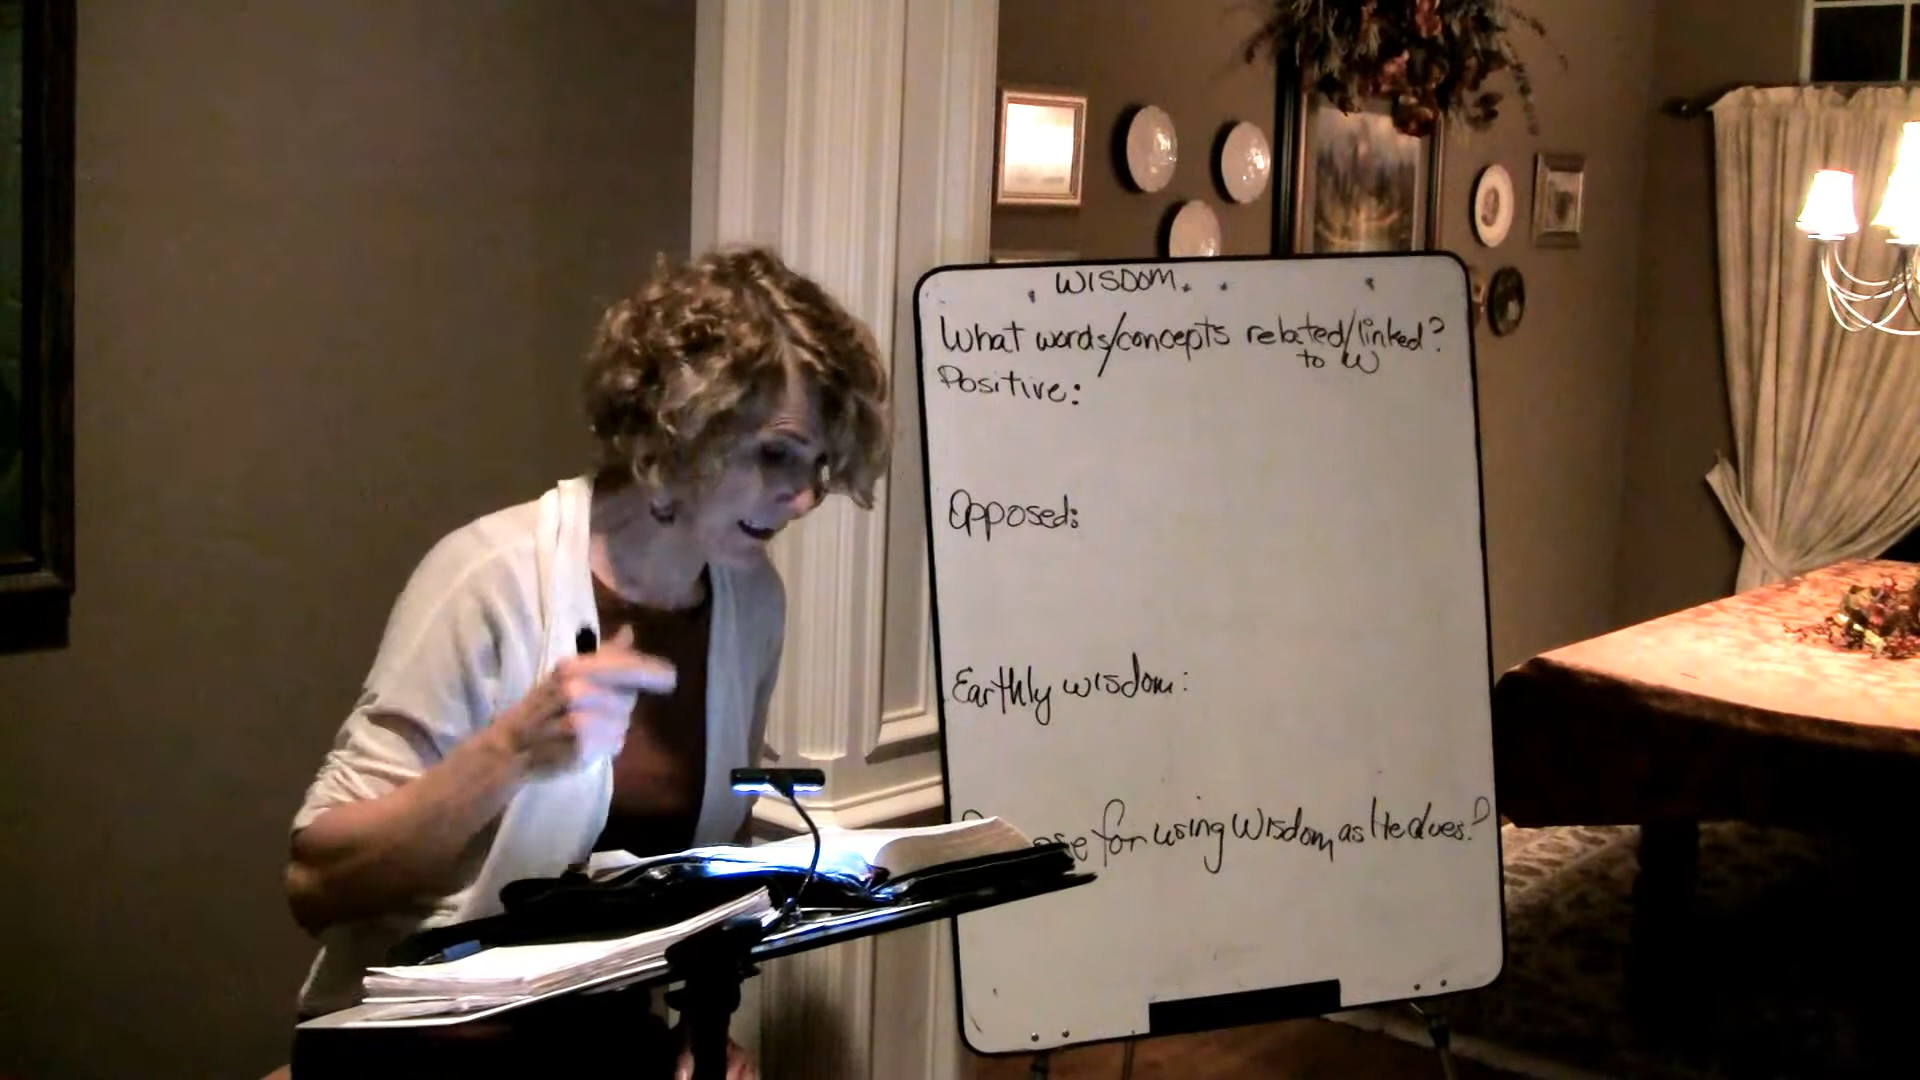 WISDOM
What words/concepts related/linked?
to W
Positive:
Opposed:
Earthly wisdom:
for using Wisdom as He does?